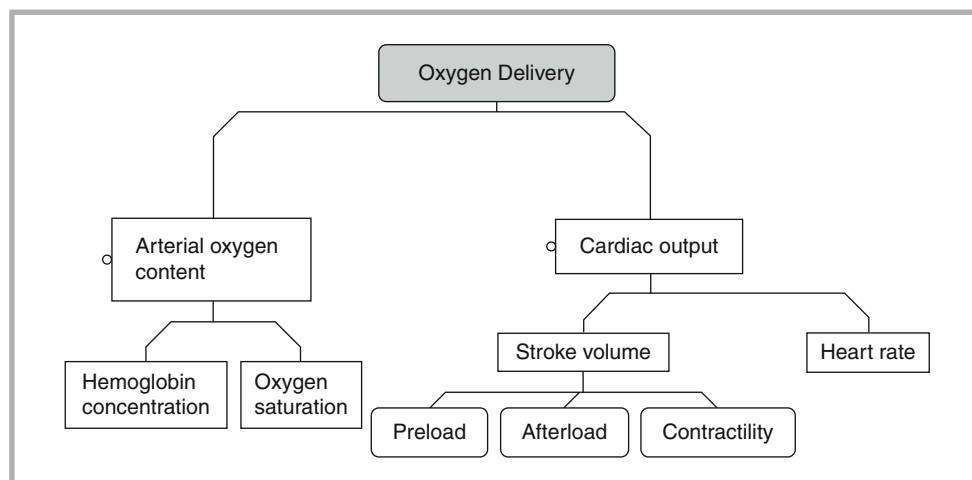 Oxygen Delivery
Arterial oxygen
content
Cardiac output
Stroke volume
Heart rate
Hemoglobin
concentration
Oxygen
saturation
Preload
Afterload
Contractility